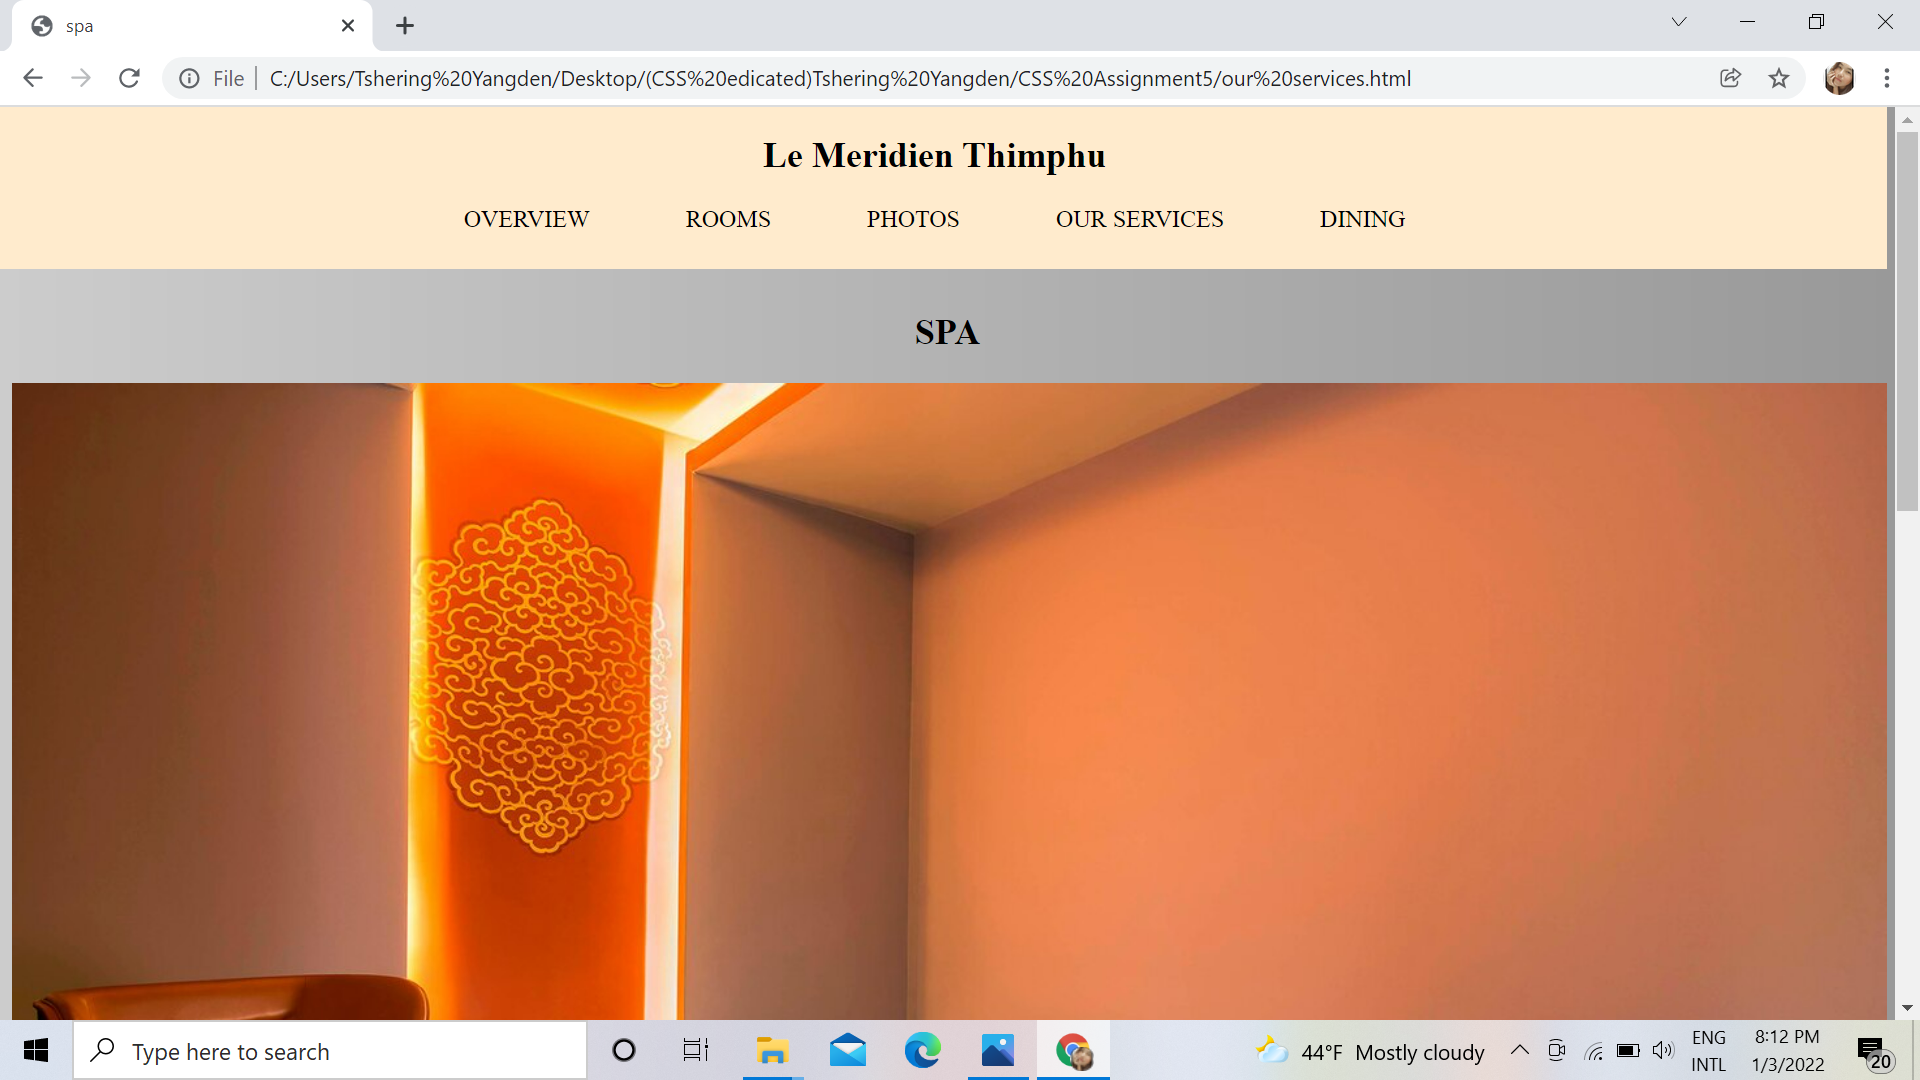 spa
File
C:/Users/Tshering%20Yangden/Desktop/(CSS%20edicated)Tshering%20Yangden/CSS%20Assignment5/our%20services.html
Le Meridien Thimphu
OVERVIEW ROOMS PHOTOS OUR SERVICES DINING
SPA
Type here to search
44°F Mostly cloudy
ENG
INTL
8:12 PM
1/3/2022
20